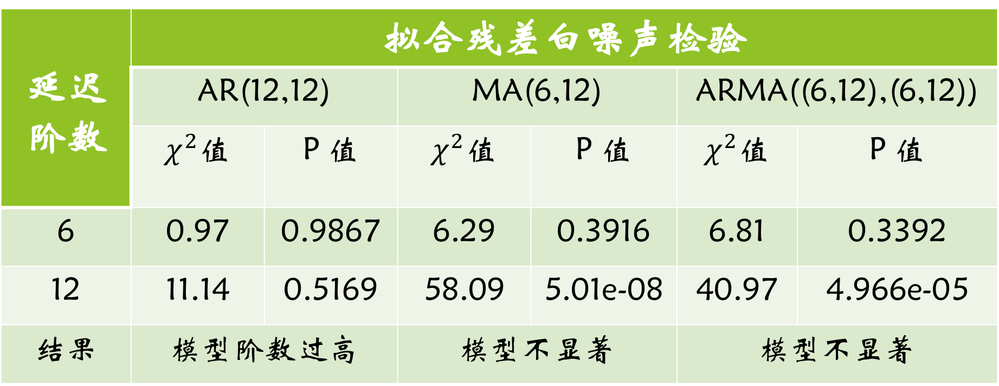 延迟
阶数
拟合残差白噪声检验
AR(12,12)
MA(6,12)
ARMA((6,12),(6,12))
χ²值
P 值
χ²值
P 值
χ²值
P 值
6
0.97
0.9867
6.29
0.3916
6.81
0.3392
12
11.14
0.5169
58.09
5.01e-08
40.97
4.966e-05
结果
模型阶数过高
模型不显著
模型不显著